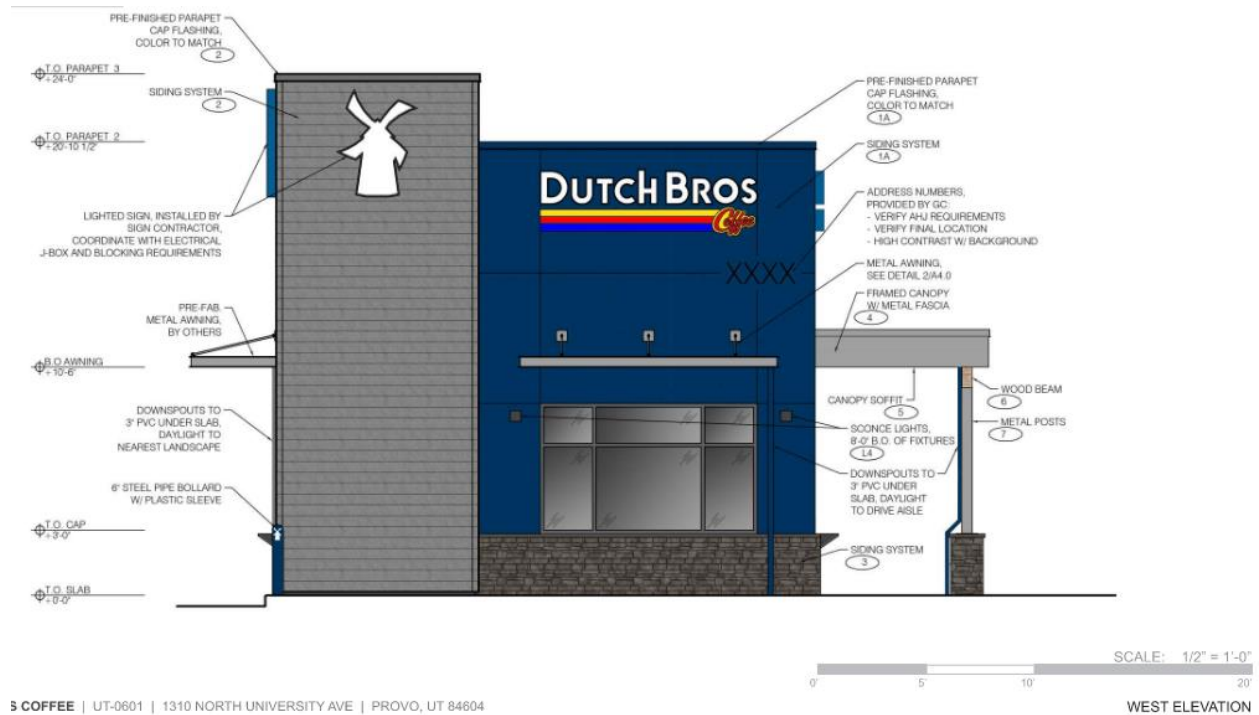 PRE-FINISHED PARAPET
CAP FLASHING,
COLOR TO MATCH
2
T.O. PARAPET 3
+24'-0"
SIDING SYSTEM
2
T.O. PARAPET 2
+20'-10 1/2"
LIGHTED SIGN, INSTALLED BY
SIGN CONTRACTOR,
COORDINATE WITH ELECTRICAL
J-BOX AND BLOCKING REQUIREMENTS
PRE-FAB.
METAL AWNING,
BY OTHERS
B.O AWNING
+10'-6"
DOWNSPOUTS TO
3" PVC UNDER SLAB,
DAYLIGHT TO
NEAREST LANDSCAPE
6" STEEL PIPE BOLLARD
W/ PLASTIC SLEEVE
T.O. CAP
+3'-0"
T.O. SLAB
+0'-0"
DUTCH BROS
Coffee
XXXX
PRE-FINISHED PARAPET
CAP FLASHING,
COLOR TO MATCH
1A
SIDING SYSTEM
1A
ADDRESS NUMBERS,
PROVIDED BY GC:
- VERIFY AHJ REQUIREMENTS
- VERIFY FINAL LOCATION
- HIGH CONTRAST W/ BACKGROUND
METAL AWNING,
SEE DETAIL 2/A4.0
FRAMED CANOPY
W/ METAL FASCIA
4
WOOD BEAM
6
CANOPY SOFFIT
5
METAL POSTS
7
SCONCE LIGHTS,
8'-0" B.O. OF FIXTURES
L4
DOWNSPOUTS TO
3" PVC UNDER
SLAB, DAYLIGHT
TO DRIVE AISLE
SIDING SYSTEM
3
SCALE: 1/2" = 1'-0"
0' 5' 10' 20'
S COFFEE | UT-0601 | 1310 NORTH UNIVERSITY AVE | PROVO, UT 84604
WEST ELEVATION